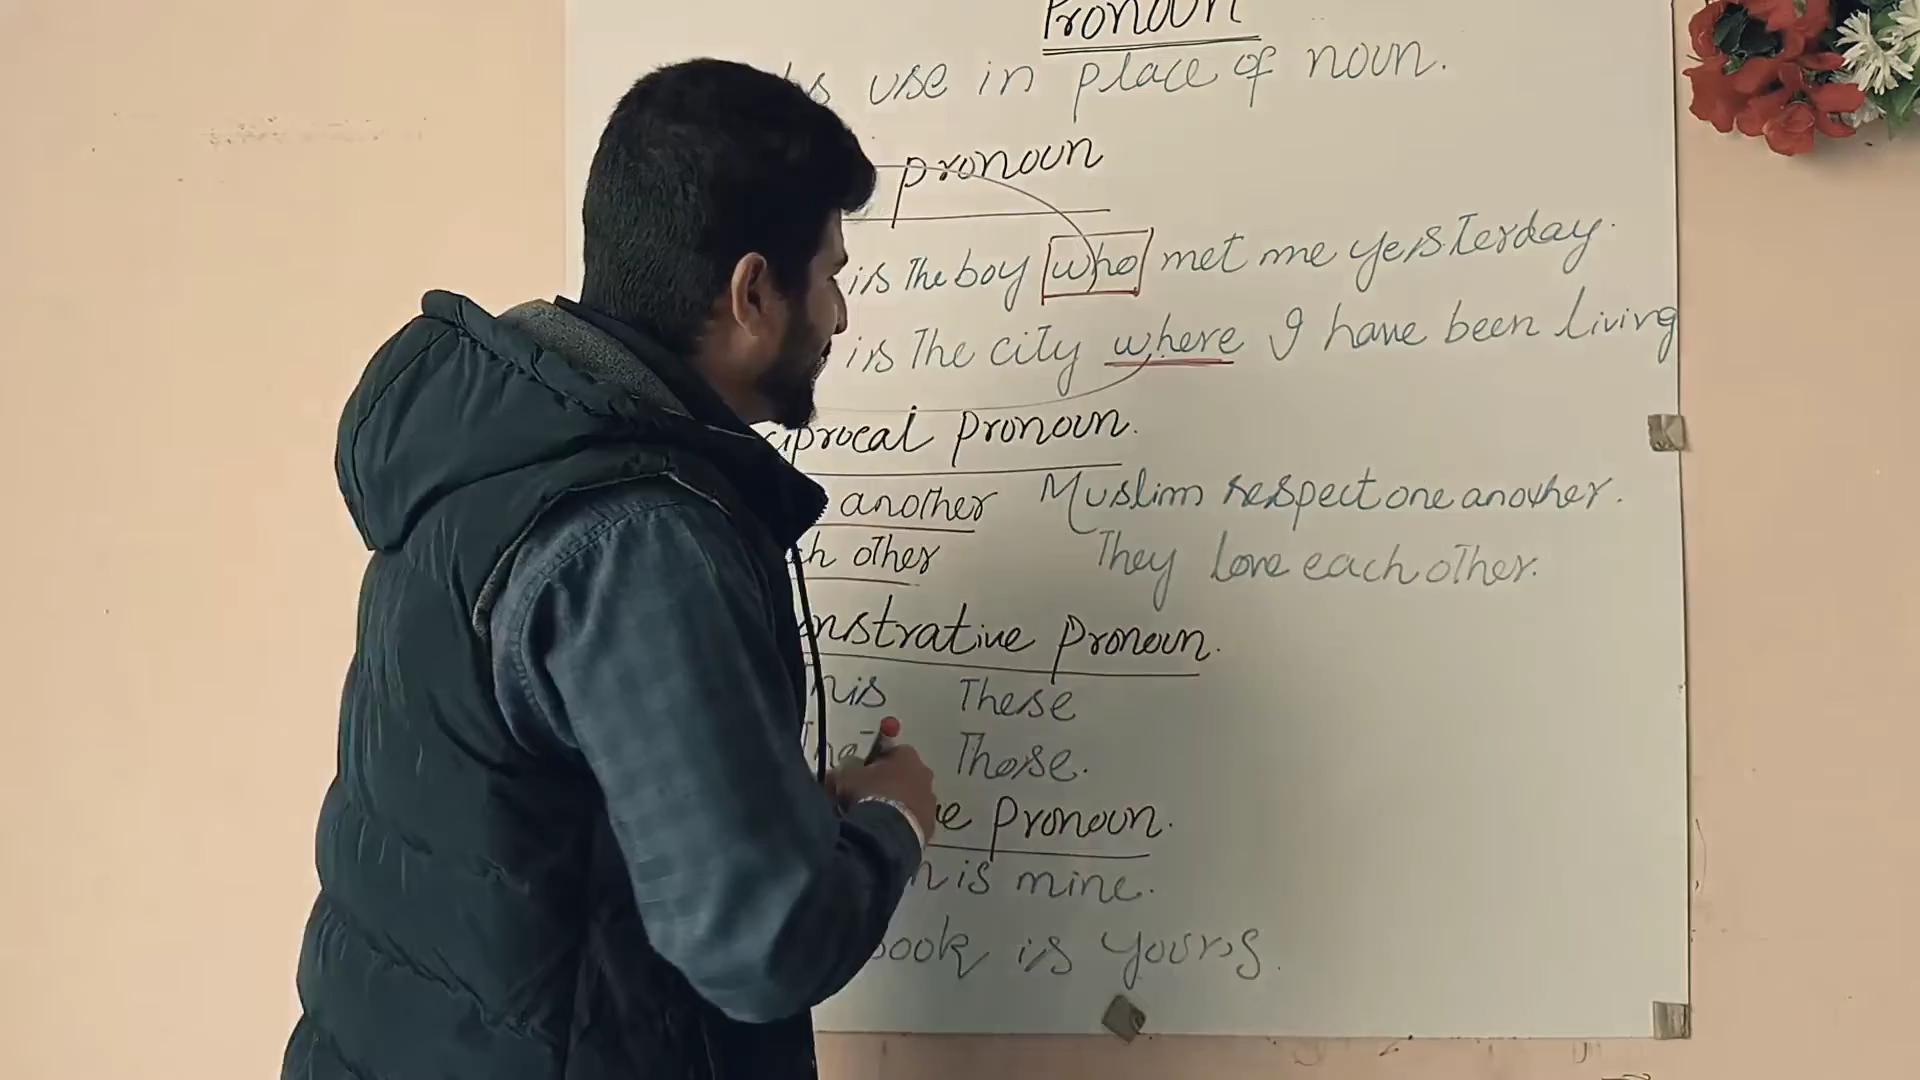 Pronoun
use in place of noun.
pronoun
is The boy who met me yesterday.
is The city where I have been living
Pronoun.
another Muslim respect one another.
other They love each other.
Pronoun.
These
Those.
Pronoun.
is mine.
book is yours.